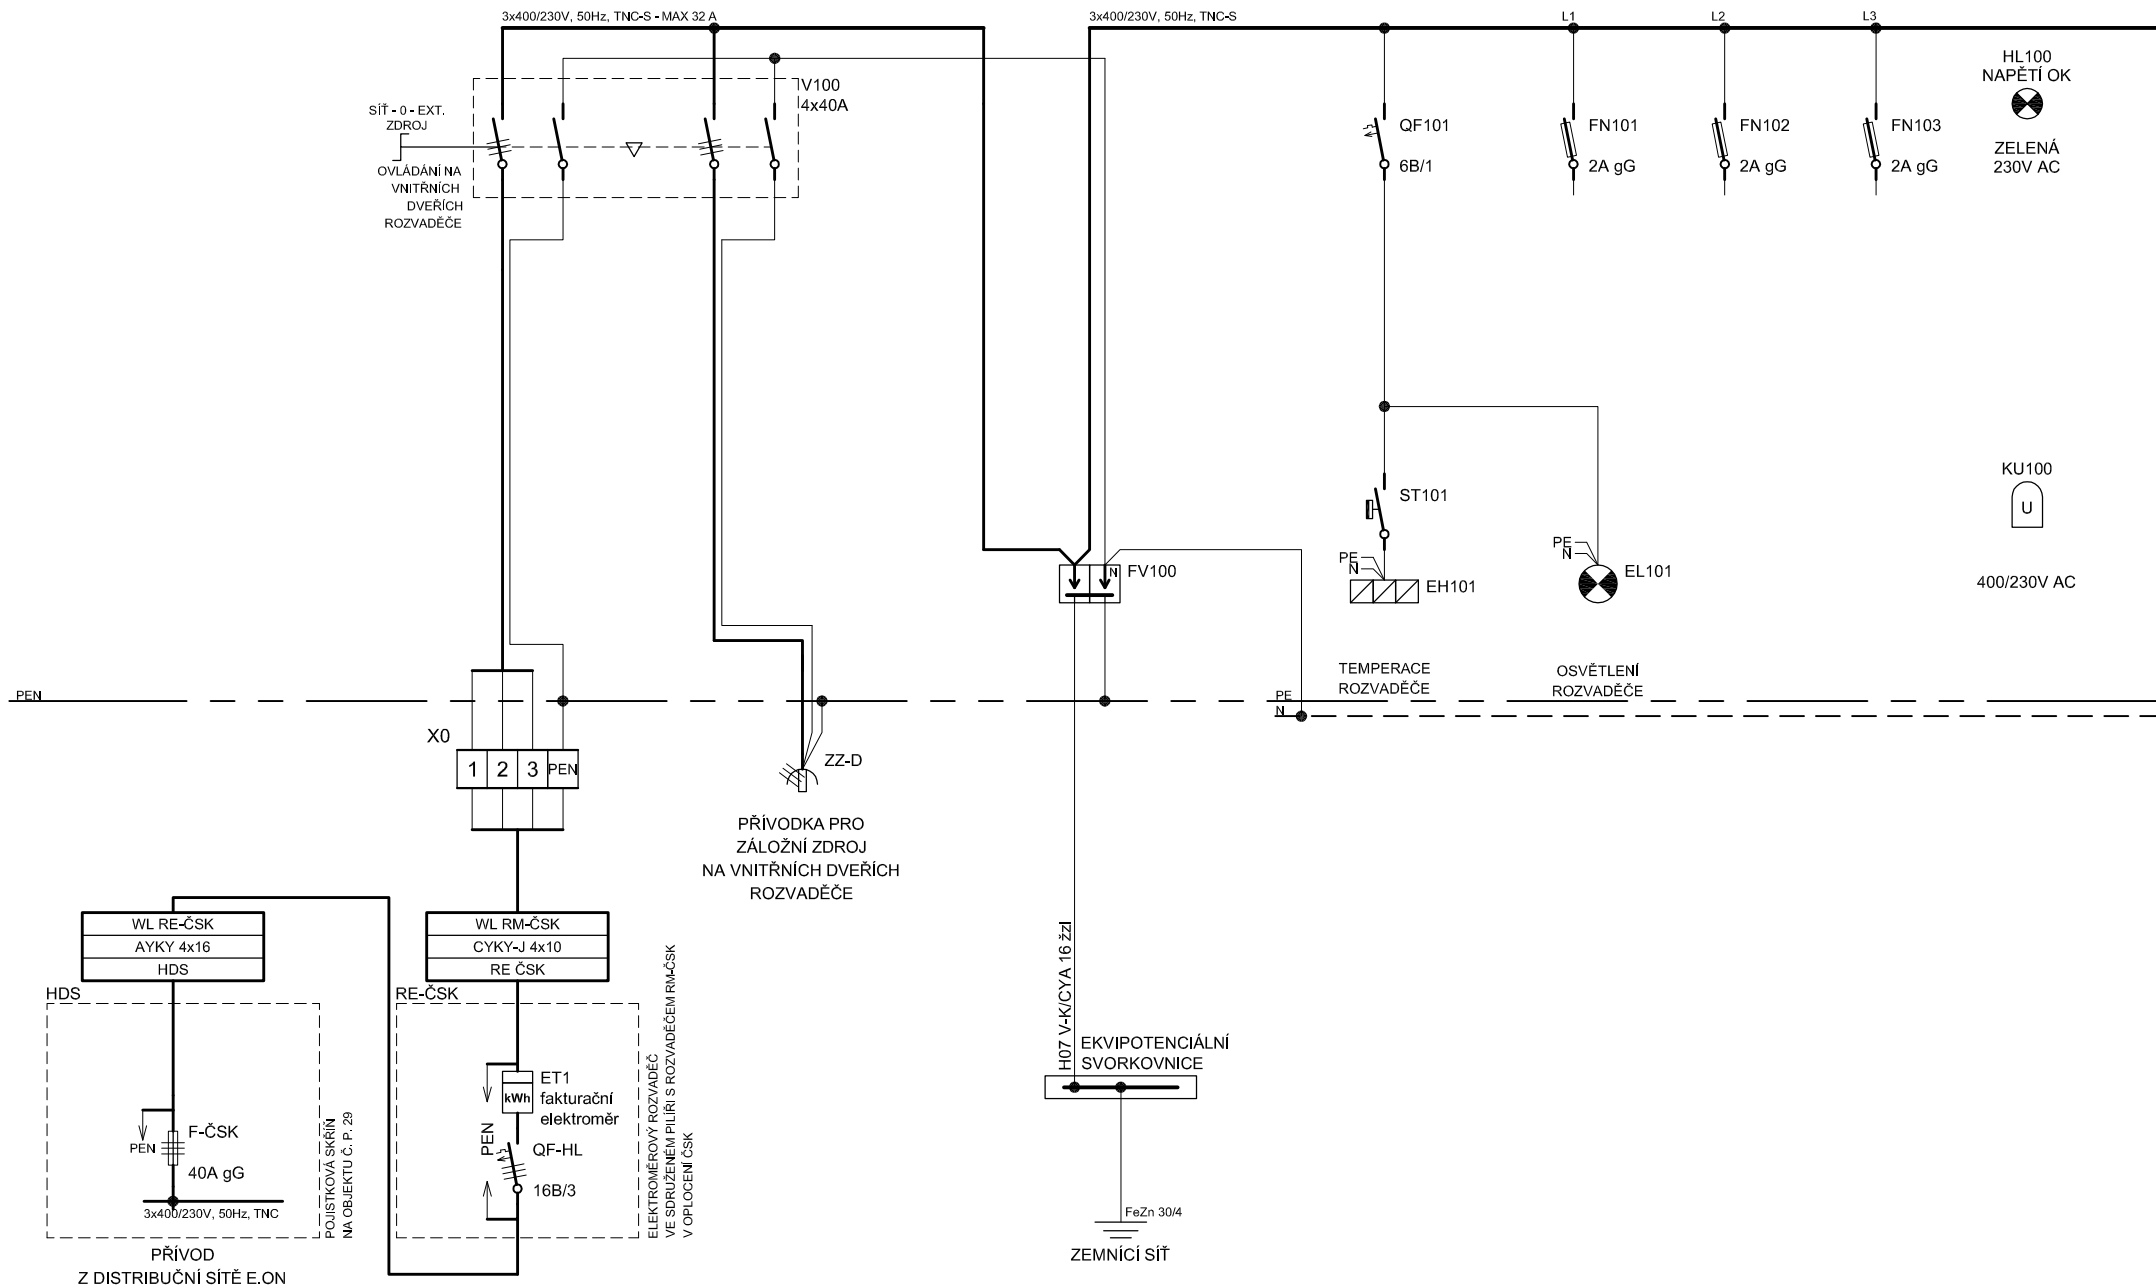 3x400/230V, 50Hz, TNC-S - MAX 32 A
3x400/230V, 50Hz, TNC-S
L1
L2
L3
V100
4x40A
SÍŤ - 0 - EXT.
ZDROJ
OVLÁDÁNÍ NA
VNITŘNÍCH
DVEŘÍCH
ROZVADĚČE
QF101
6B/1
FN101
2A gG
FN102
2A gG
FN103
2A gG
HL100
NAPĚTÍ OK
ZELENÁ
230V AC
ST101
PE
N
EH101
PE
N
EL101
KU100
U
400/230V AC
N
FV100
TEMPERACE
ROZVADĚČE
OSVĚTLENÍ
ROZVADĚČE
PEN
PE
N
X0
1
2
3
PEN
ZZ-D
PŘÍVODKA PRO
ZÁLOŽNÍ ZDROJ
NA VNITŘNÍCH DVEŘÍCH
ROZVADĚČE
WL RE-ČSK
AYKY 4x16
HDS
WL RM-ČSK
CYKY-J 4x10
RE ČSK
HDS
PEN
F-ČSK
40A gG
3x400/230V, 50Hz, TNC
POJISTKOVÁ SKŘÍŇ
NA OBJEKTU Č. P. 29
PŘÍVOD
Z DISTRIBUČNÍ SÍTĚ E.ON
RE-ČSK
ET1
kWh
fakturační
elektroměr
PEN
QF-HL
16B/3
ELEKTROMĚROVÝ ROZVADĚČ
VE SDRUŽENÉM PILÍŘI S ROZVADĚČEM RM-ČSK
V OPLOCENÍ ČSK
H07 V-K/CYA 16 žzl
EKVIPOTENCIÁLNÍ
SVORKOVNICE
FeZn 30/4
ZEMNÍCÍ SÍŤ